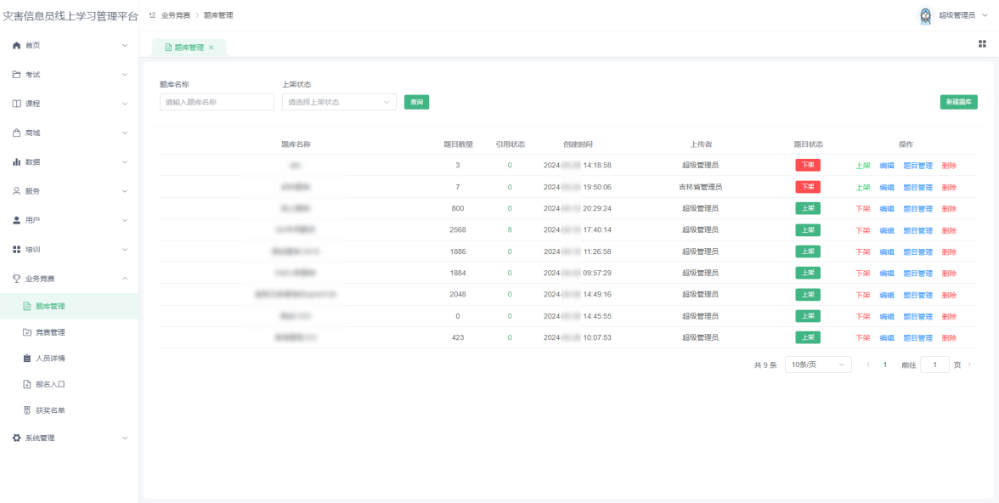 灾害信息员线上学习管理平台
业务竞赛 > 题库管理
超级管理员
首页
考试
课程
商城
数据
服务
用户
培训
业务竞赛
题库管理
竞赛管理
人员详情
报名入口
获奖名单
系统管理
题库管理 ×
题库名称 上架状态
请输入题库名称 请选择上架状态 查询 新建题库
题库名称 题目数量 引用状态 创建时间 上传者 题目状态 操作
3 0 2024 14:18:58 超级管理员 下架 上架 编辑 题目管理 删除
7 0 2024 19:50:06 吉林省管理员 下架 上架 编辑 题目管理 删除
800 0 2024 20:29:24 超级管理员 上架 下架 编辑 题目管理 删除
2568 8 2024 17:40:14 超级管理员 上架 下架 编辑 题目管理 删除
1886 0 2024 11:26:58 超级管理员 上架 下架 编辑 题目管理 删除
1884 0 2024 09:57:29 超级管理员 上架 下架 编辑 题目管理 删除
2048 0 2024 14:49:16 超级管理员 上架 下架 编辑 题目管理 删除
0 0 2024 14:45:55 超级管理员 上架 下架 编辑 题目管理 删除
423 0 2024 10:07:53 超级管理员 上架 下架 编辑 题目管理 删除
共 9 条 10条/页 < 1 前往 1 页 >